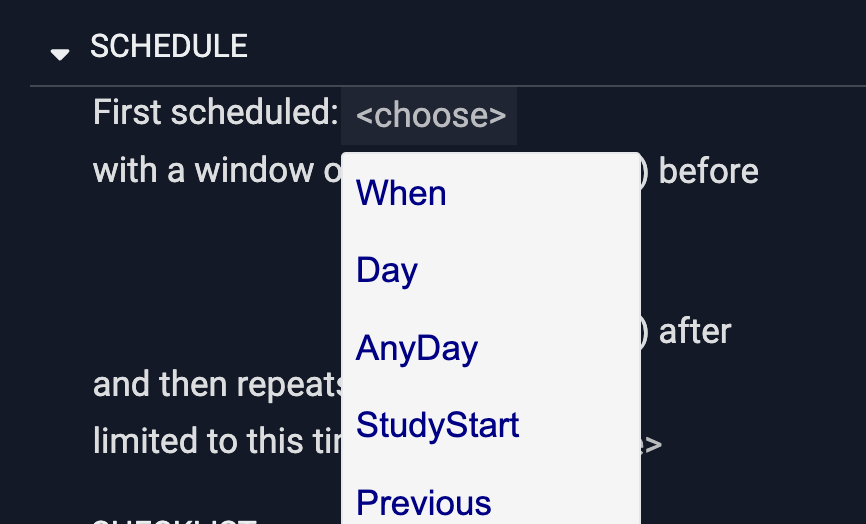 SCHEDULE
First scheduled: <choose>
with a window ) before
When
Day
) after
AnyDay
and then repeats
StudyStart
limited to this >
Previous